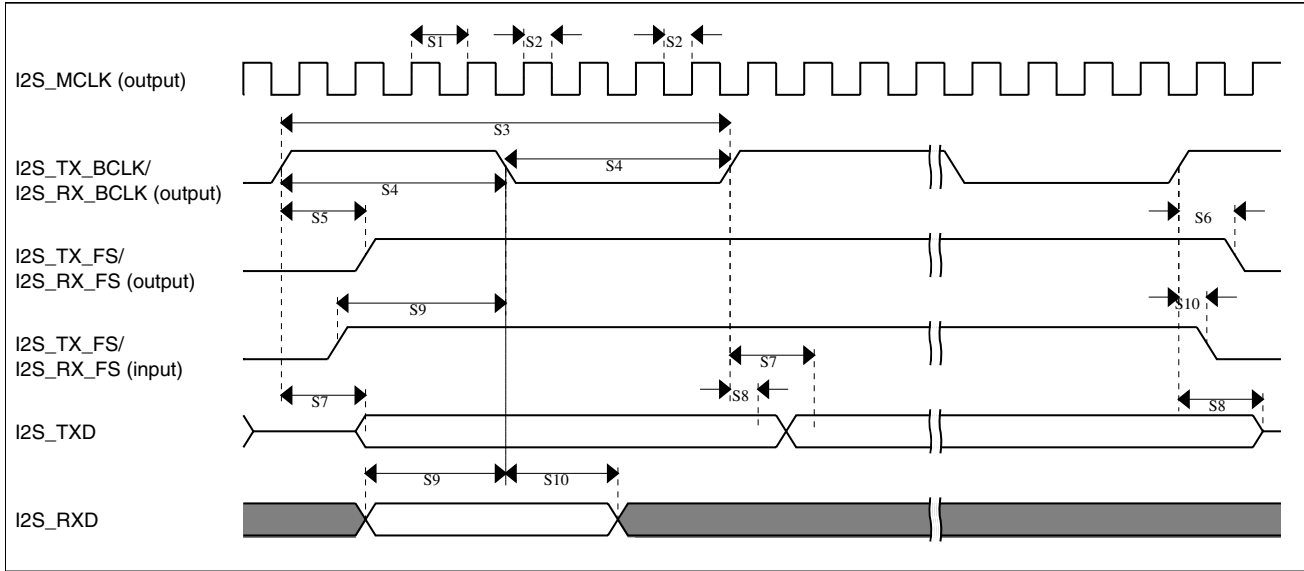 S1
S2
S2
I2S_MCLK (output)
S3
I2S_TX_BCLK/
I2S_RX_BCLK (output)
S4
S4
S5
S6
I2S_TX_FS/
I2S_RX_FS (output)
S9
S10
I2S_TX_FS/
I2S_RX_FS (input)
S7
S7
S8
S8
I2S_TXD
S9
S10
I2S_RXD